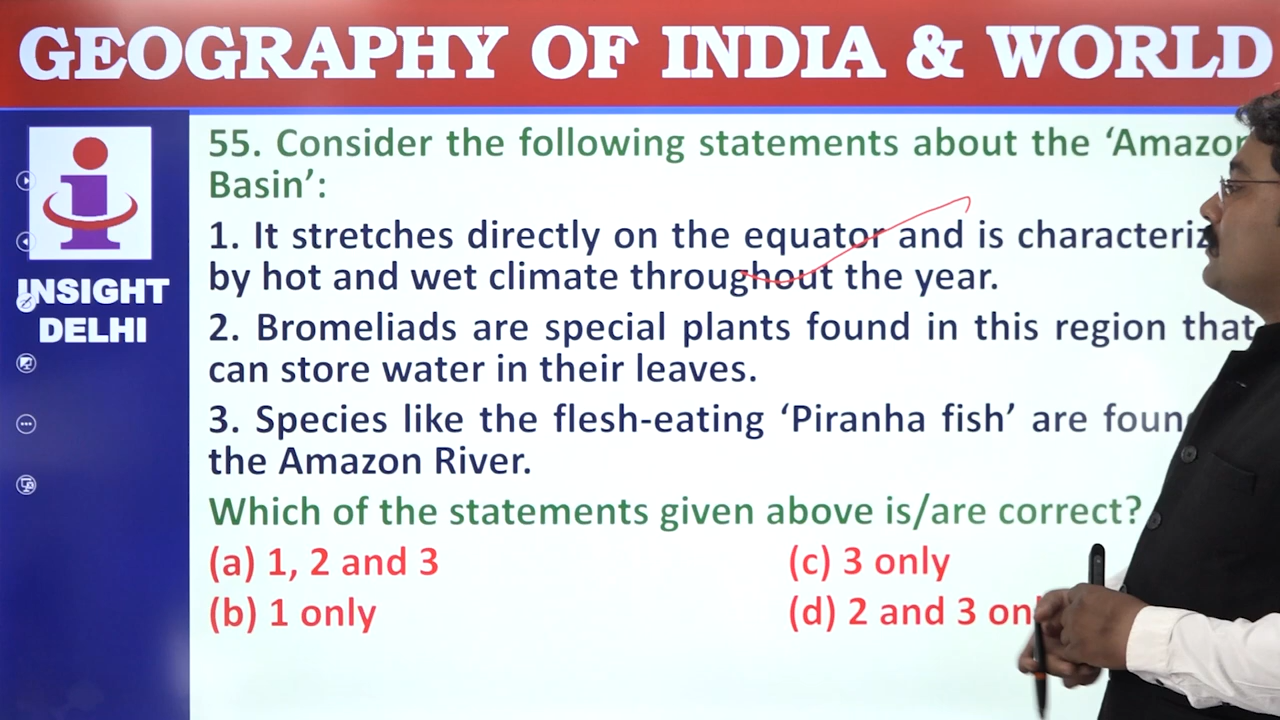 GEOGRAPHY OF INDIA & WORLD
INSIGHT
DELHI
55. Consider the following statements about the ‘Amazon
Basin’:
1. It stretches directly on the equator and is
by hot and wet climate throughout the year.
2. Bromeliads are special plants found in this region that
can store water in their leaves.
3. Species like the flesh-eating ‘Piranha fish’ are
the Amazon River.
Which of the statements given above is/are correct?
(a) 1, 2 and 3
(c) 3 only
(b) 1 only
(d) 2 and 3